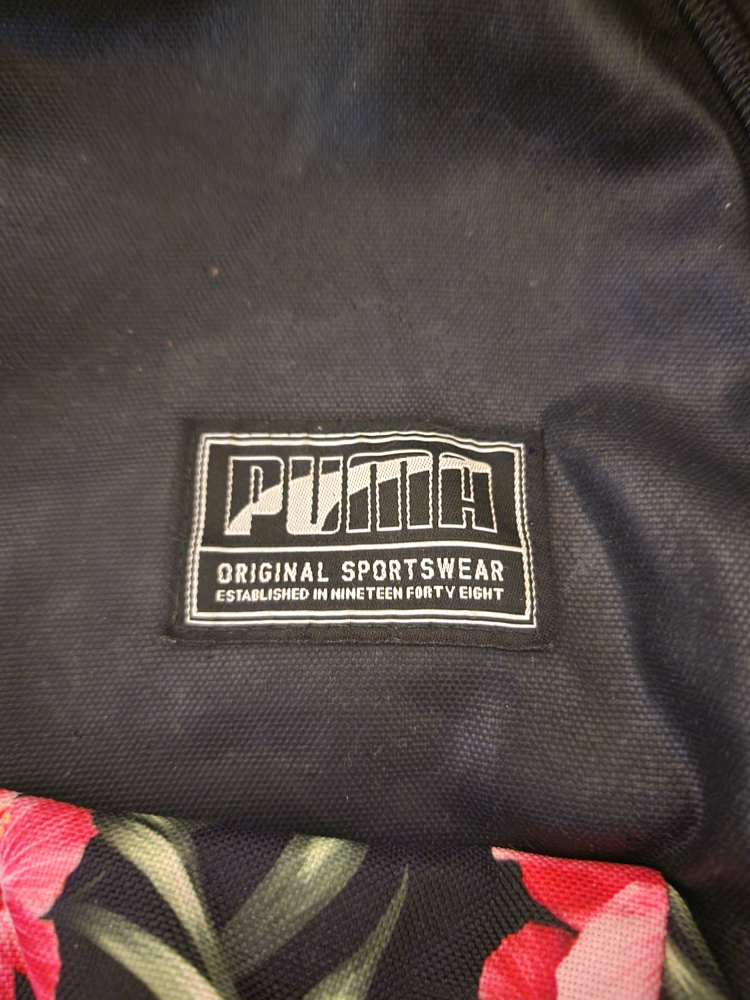 PUMA
ORIGINAL SPORTSWEAR
ESTABLISHED IN NINETEEN FORTY EIGHT